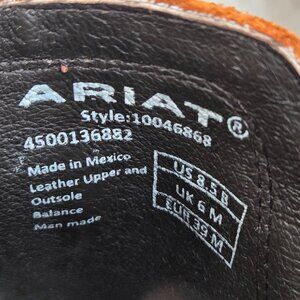 ARIAT®
Style:10046868
4500136882
Made in Mexico
Leather Upper and
Outsole
Balance
Man made
US 8.5 B
UK 6 M
EUR 39 M